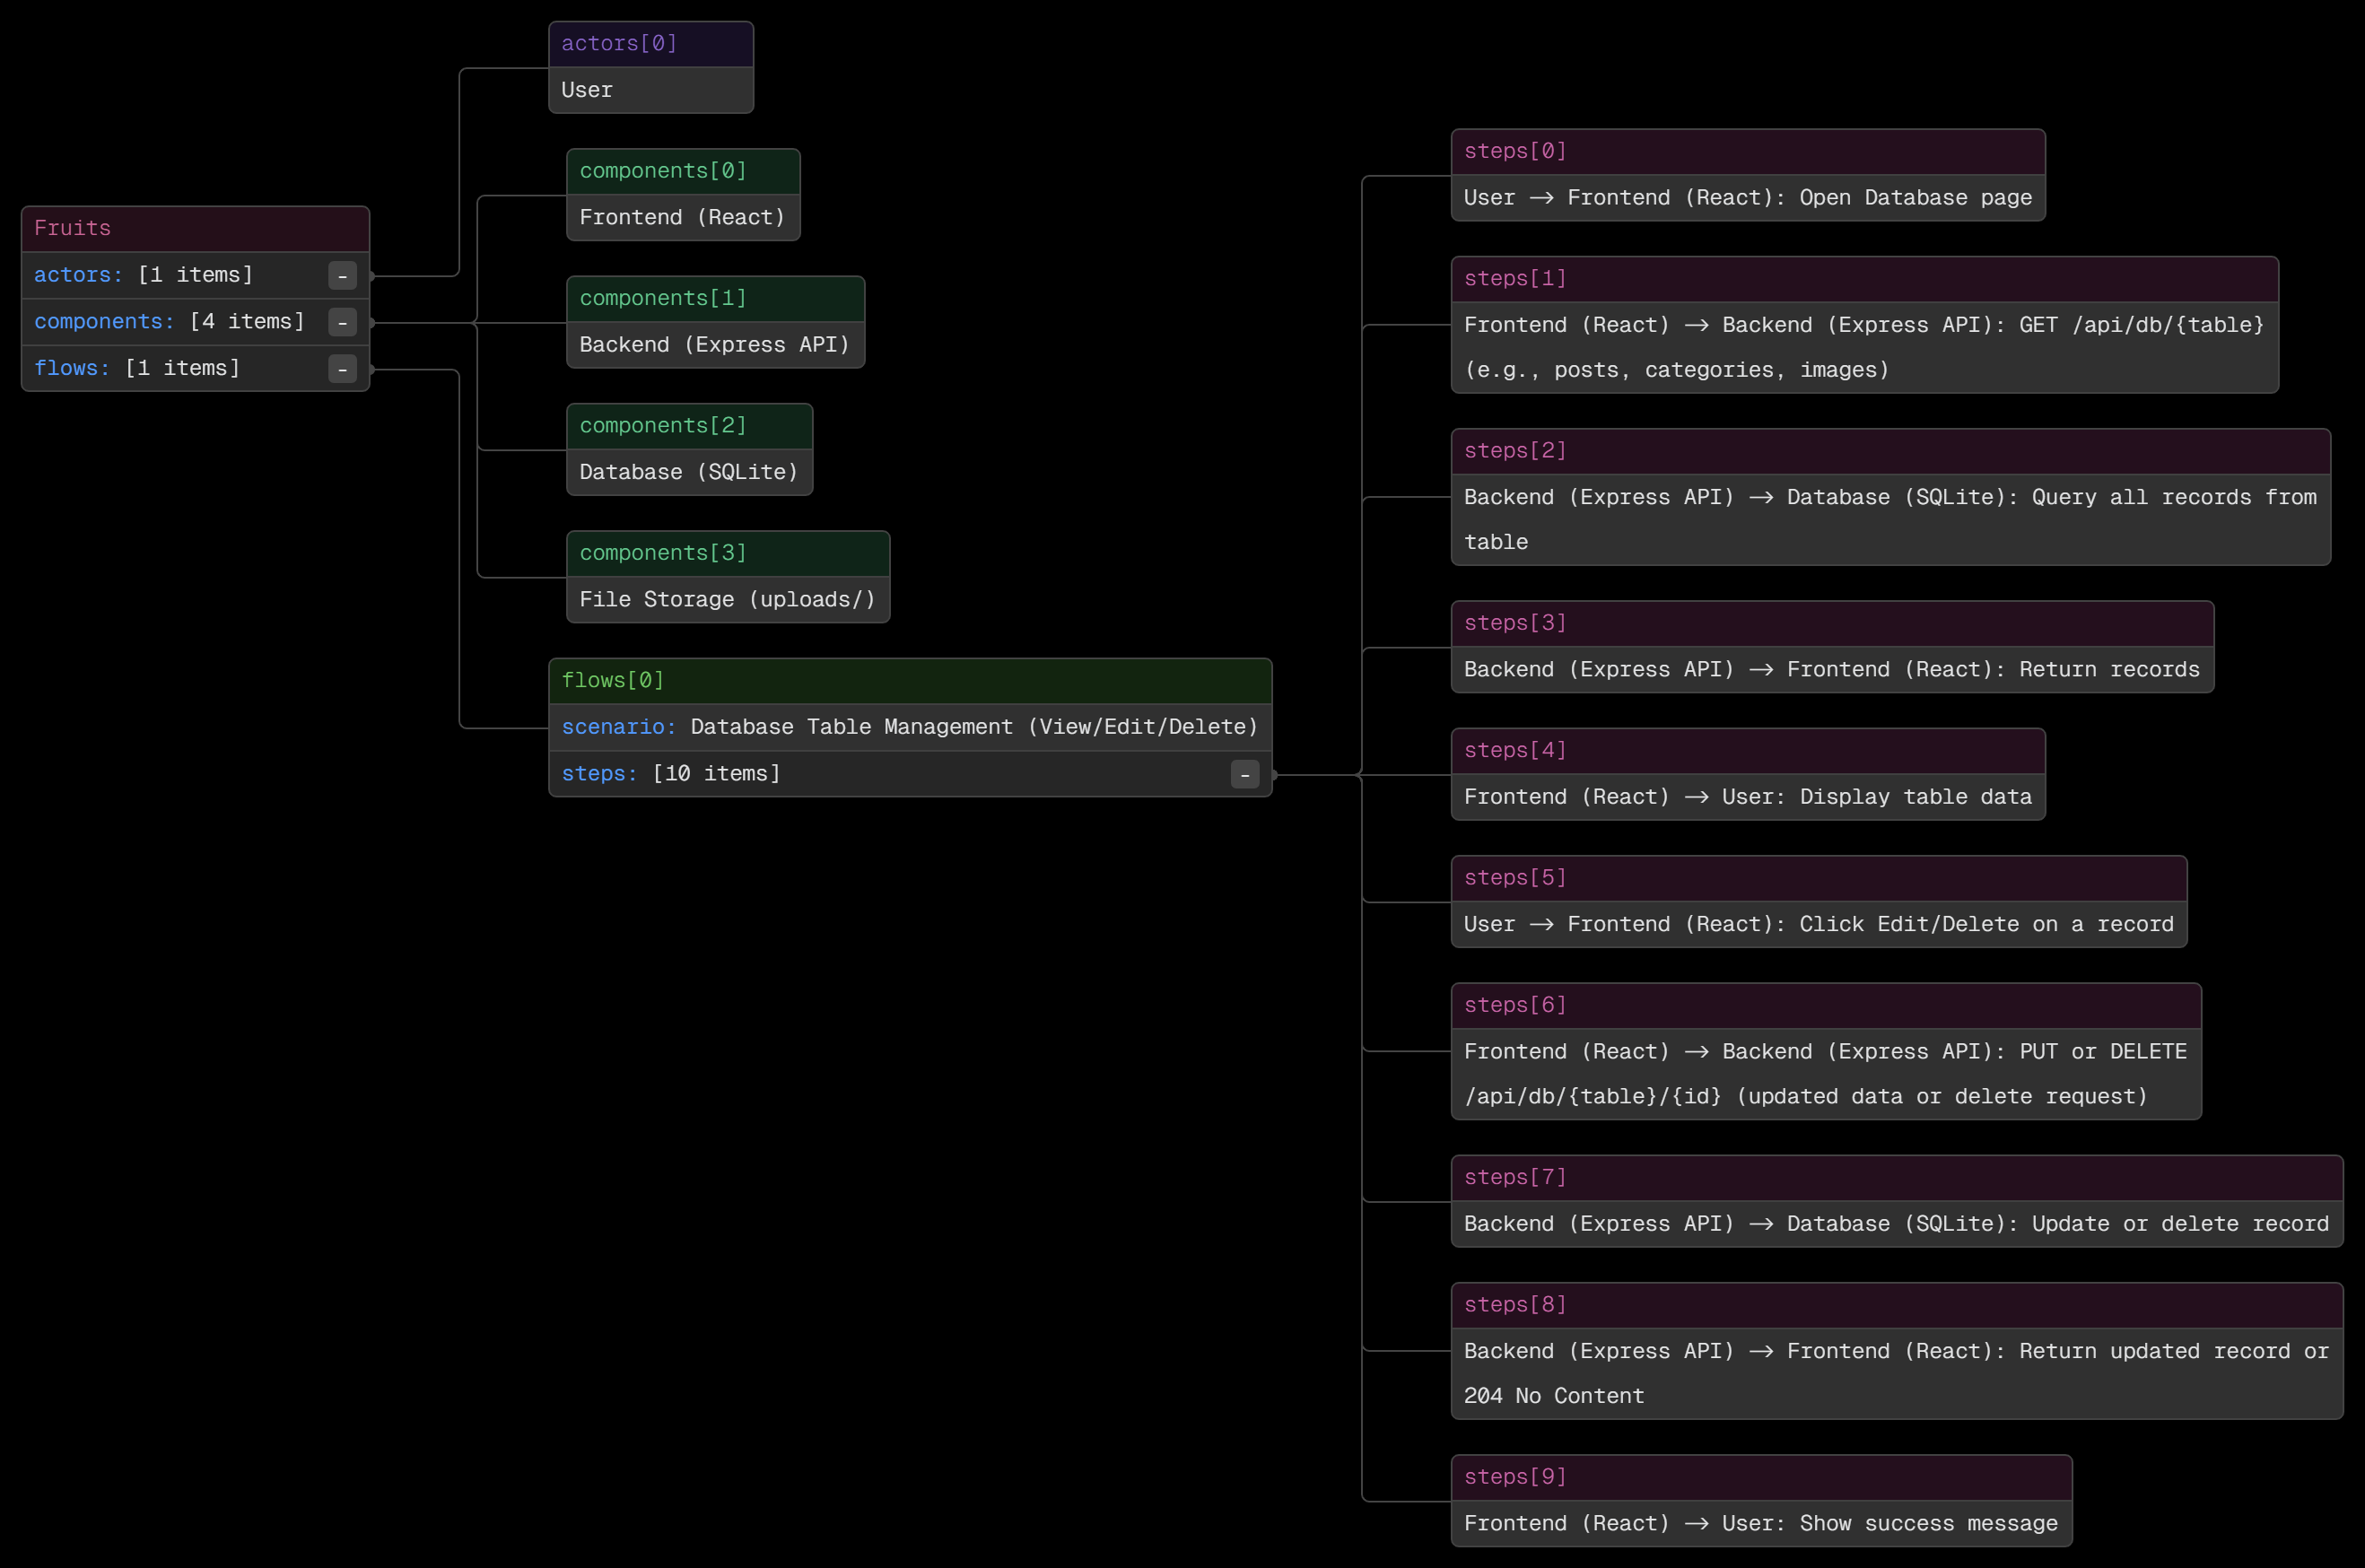 Fruits
actors: [1 items] -
components: [4 items] -
flows: [1 items] -
actors[0]
User
components[0]
Frontend (React)
components[1]
Backend (Express API)
components[2]
Database (SQLite)
components[3]
File Storage (uploads/)
flows[0]
scenario: Database Table Management (View/Edit/Delete)
steps: [10 items] -
steps[0]
User → Frontend (React): Open Database page
steps[1]
Frontend (React) → Backend (Express API): GET /api/db/{table}
(e.g., posts, categories, images)
steps[2]
Backend (Express API) → Database (SQLite): Query all records from
table
steps[3]
Backend (Express API) → Frontend (React): Return records
steps[4]
Frontend (React) → User: Display table data
steps[5]
User → Frontend (React): Click Edit/Delete on a record
steps[6]
Frontend (React) → Backend (Express API): PUT or DELETE
/api/db/{table}/{id} (updated data or delete request)
steps[7]
Backend (Express API) → Database (SQLite): Update or delete record
steps[8]
Backend (Express API) → Frontend (React): Return updated record or
204 No Content
steps[9]
Frontend (React) → User: Show success message